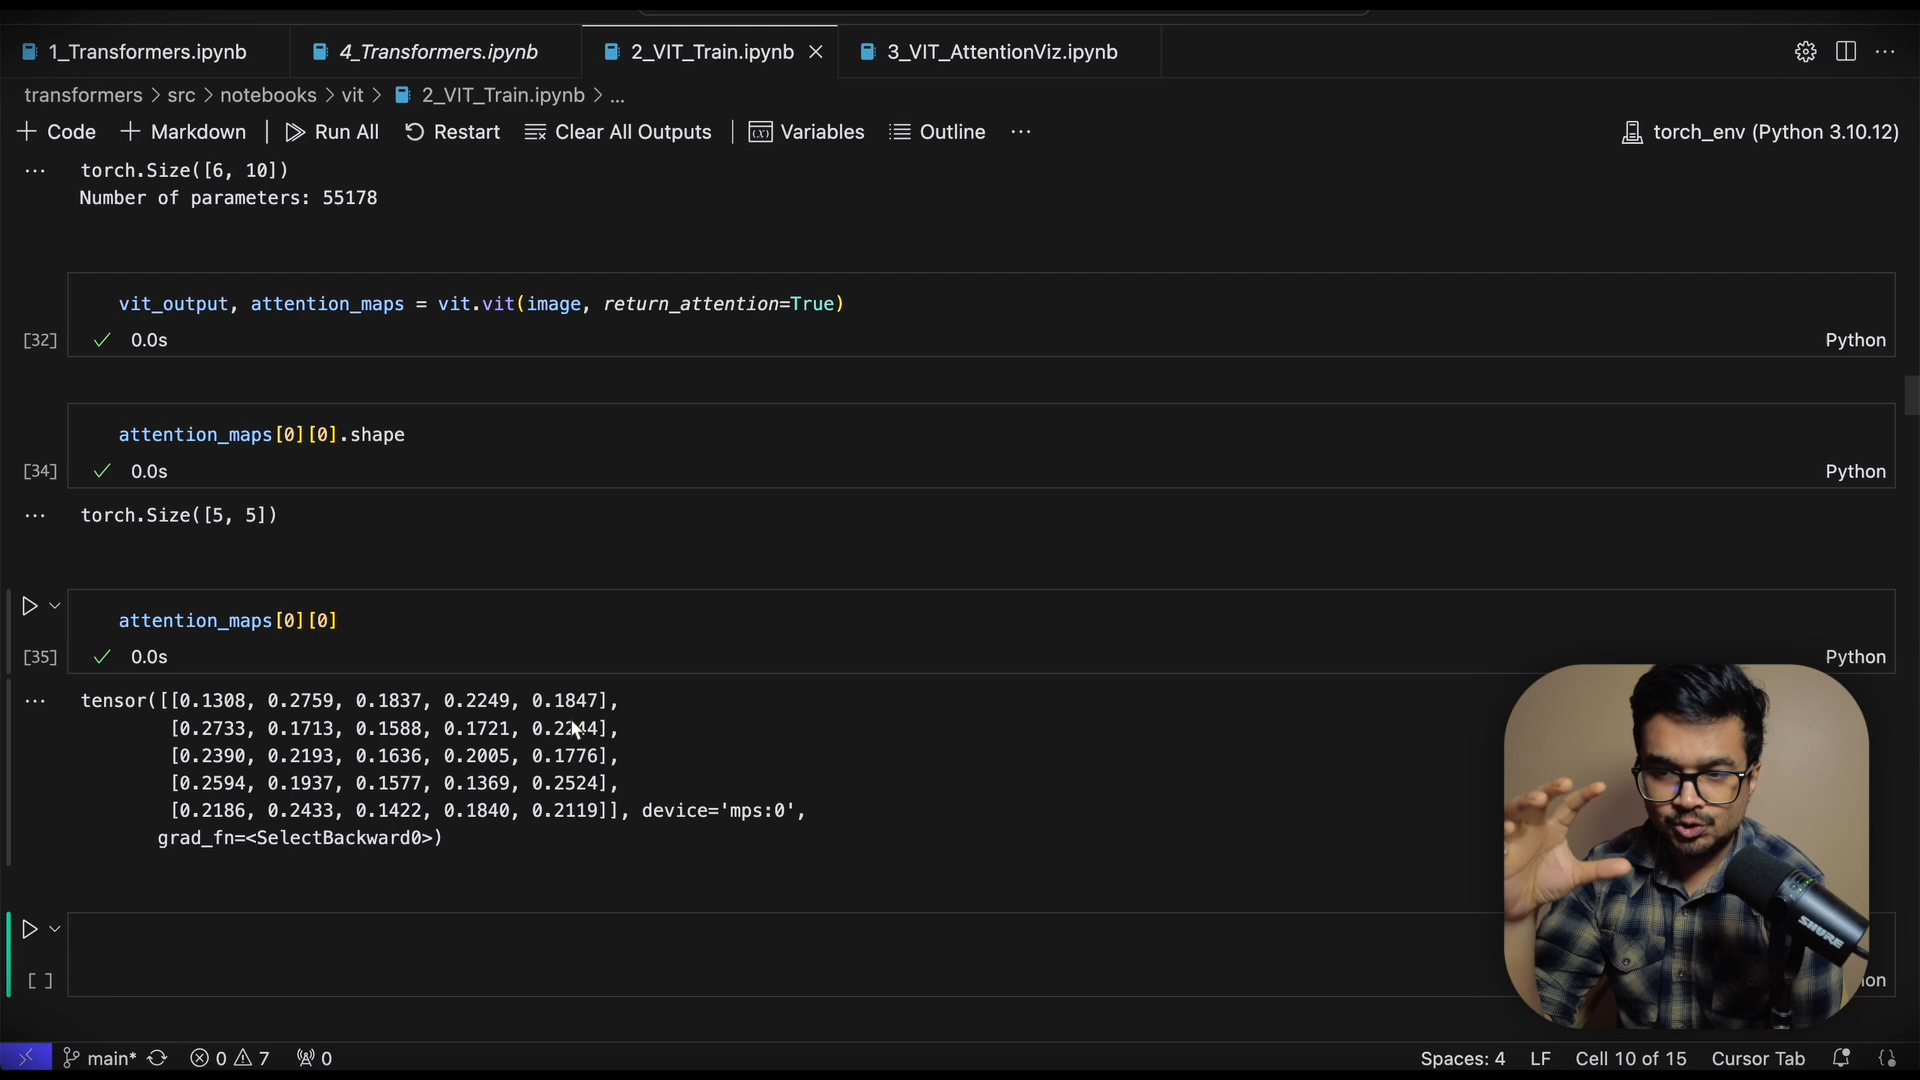 1_Transformers.ipynb 4_Transformers.ipynb 2_VIT_Train.ipynb 3_VIT_AttentionViz.ipynb
transformers > src > notebooks > vit > 2_VIT_Train.ipynb > ...
+ Code + Markdown | Run All Restart Clear All Outputs | Variables Outline ... torch_env (Python 3.10.12)
... torch.Size([6, 10])
Number of parameters: 55178
vit_output, attention_maps = vit.vit(image, return_attention=True)
[32] 0.0s Python
attention_maps[0][0].shape
[34] 0.0s Python
... torch.Size([5, 5])
attention_maps[0][0]
[35] 0.0s Python
... tensor([[0.1308, 0.2759, 0.1837, 0.2249, 0.1847],
[0.2733, 0.1713, 0.1588, 0.1721, 0.2244],
[0.2390, 0.2193, 0.1636, 0.2005, 0.1776],
[0.2594, 0.1937, 0.1577, 0.1369, 0.2524],
[0.2186, 0.2433, 0.1422, 0.1840, 0.2119]], device='mps:0',
grad_fn=<SelectBackward0>)
[ ] on
SHURE
main* 0 7 0 Spaces: 4 LF Cell 10 of 15 Cursor Tab